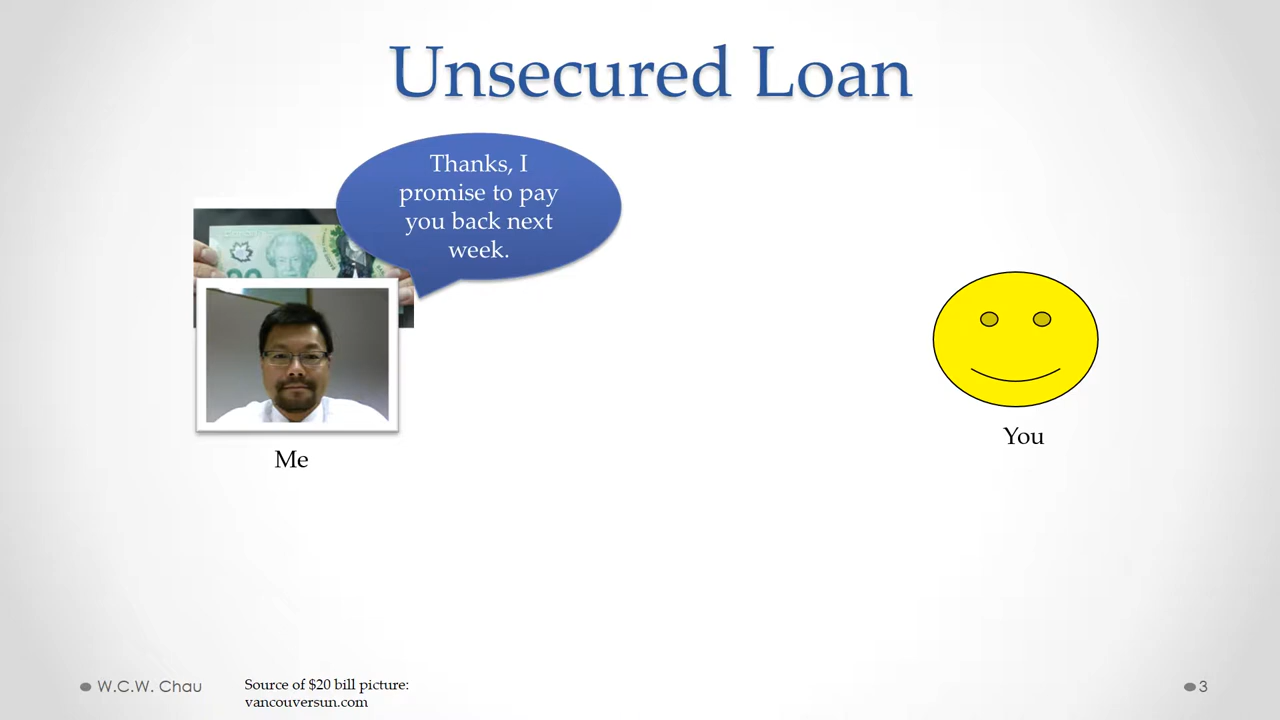 Unsecured Loan
Thanks, I
promise to pay
you back next
week.
Me
You
W.C.W. Chau
Source of $20 bill picture:
vancouversun.com
3